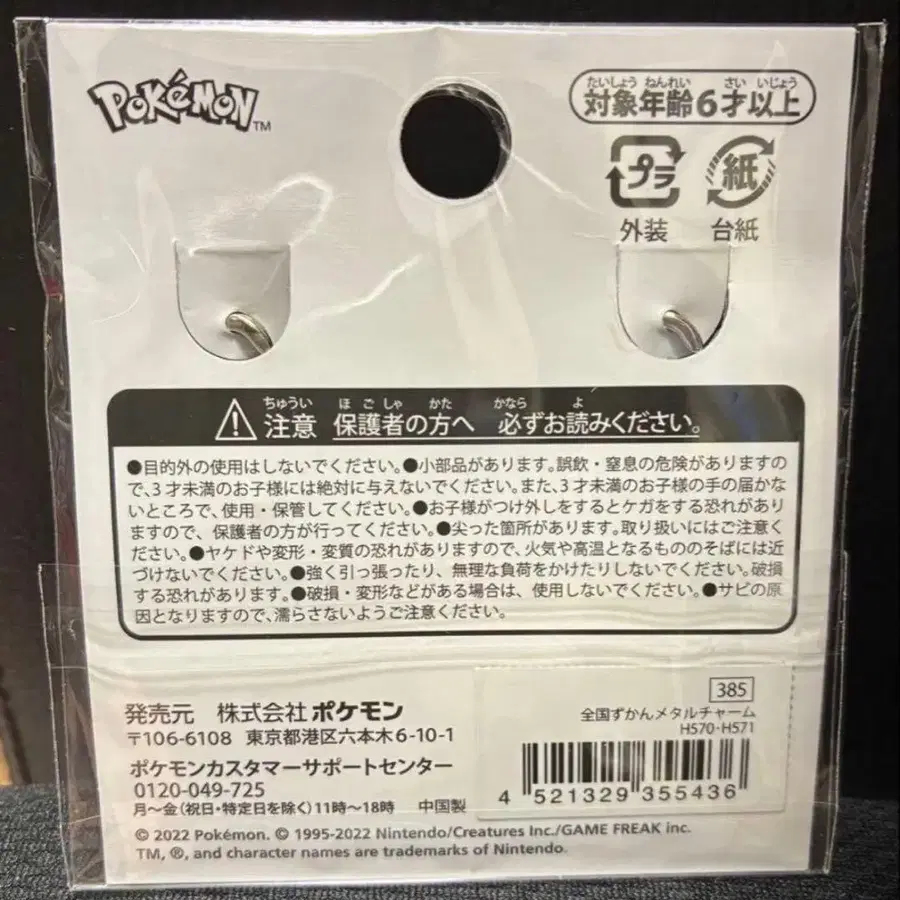 POKéMON™
たいしょう ねんれい さい いじょう
対象年齢6才以上
プラ
紙
外装
台紙
ちゅうい ほごしゃ かた かなら よ
注意 保護者の方へ 必ずお読みください。
●目的外の使用はしないでください。●小部品があります。誤飲・窒息の危険がありますの
で、3才未満のお子様には絶対に与えないでください。また、3才未満のお子様の手の届かな
いところで、使用・保管してください。●お子様がつけ外しをするとケガをする恐れがあり
ますので、保護者の方が行ってください。●尖った箇所があります。取り扱いにはご注意くだ
さい。●ヤケドや変形・変質の恐れがありますので、火気や高温となるもののそばには近
づけないでください。●強く引っ張ったり、無理な負荷をかけたりしないでください。破損
する恐れがあります。●破損・変形などがある場合は、使用しないでください。●サビの原
因となりますので、濡らさないようご注意ください。
発売元 株式会社ポケモン
〒106-6108 東京都港区六本木6-10-1
ポケモンカスタマーサポートセンター
0120-049-725
月～金(祝日・特定日を除く)11時～18時 中国製
385
全国ずかんメタルチャーム
H570・H571
4 521329 355436
© 2022 Pokémon. © 1995-2022 Nintendo/Creatures Inc./GAME FREAK inc.
TM, ®, and character names are trademarks of Nintendo.